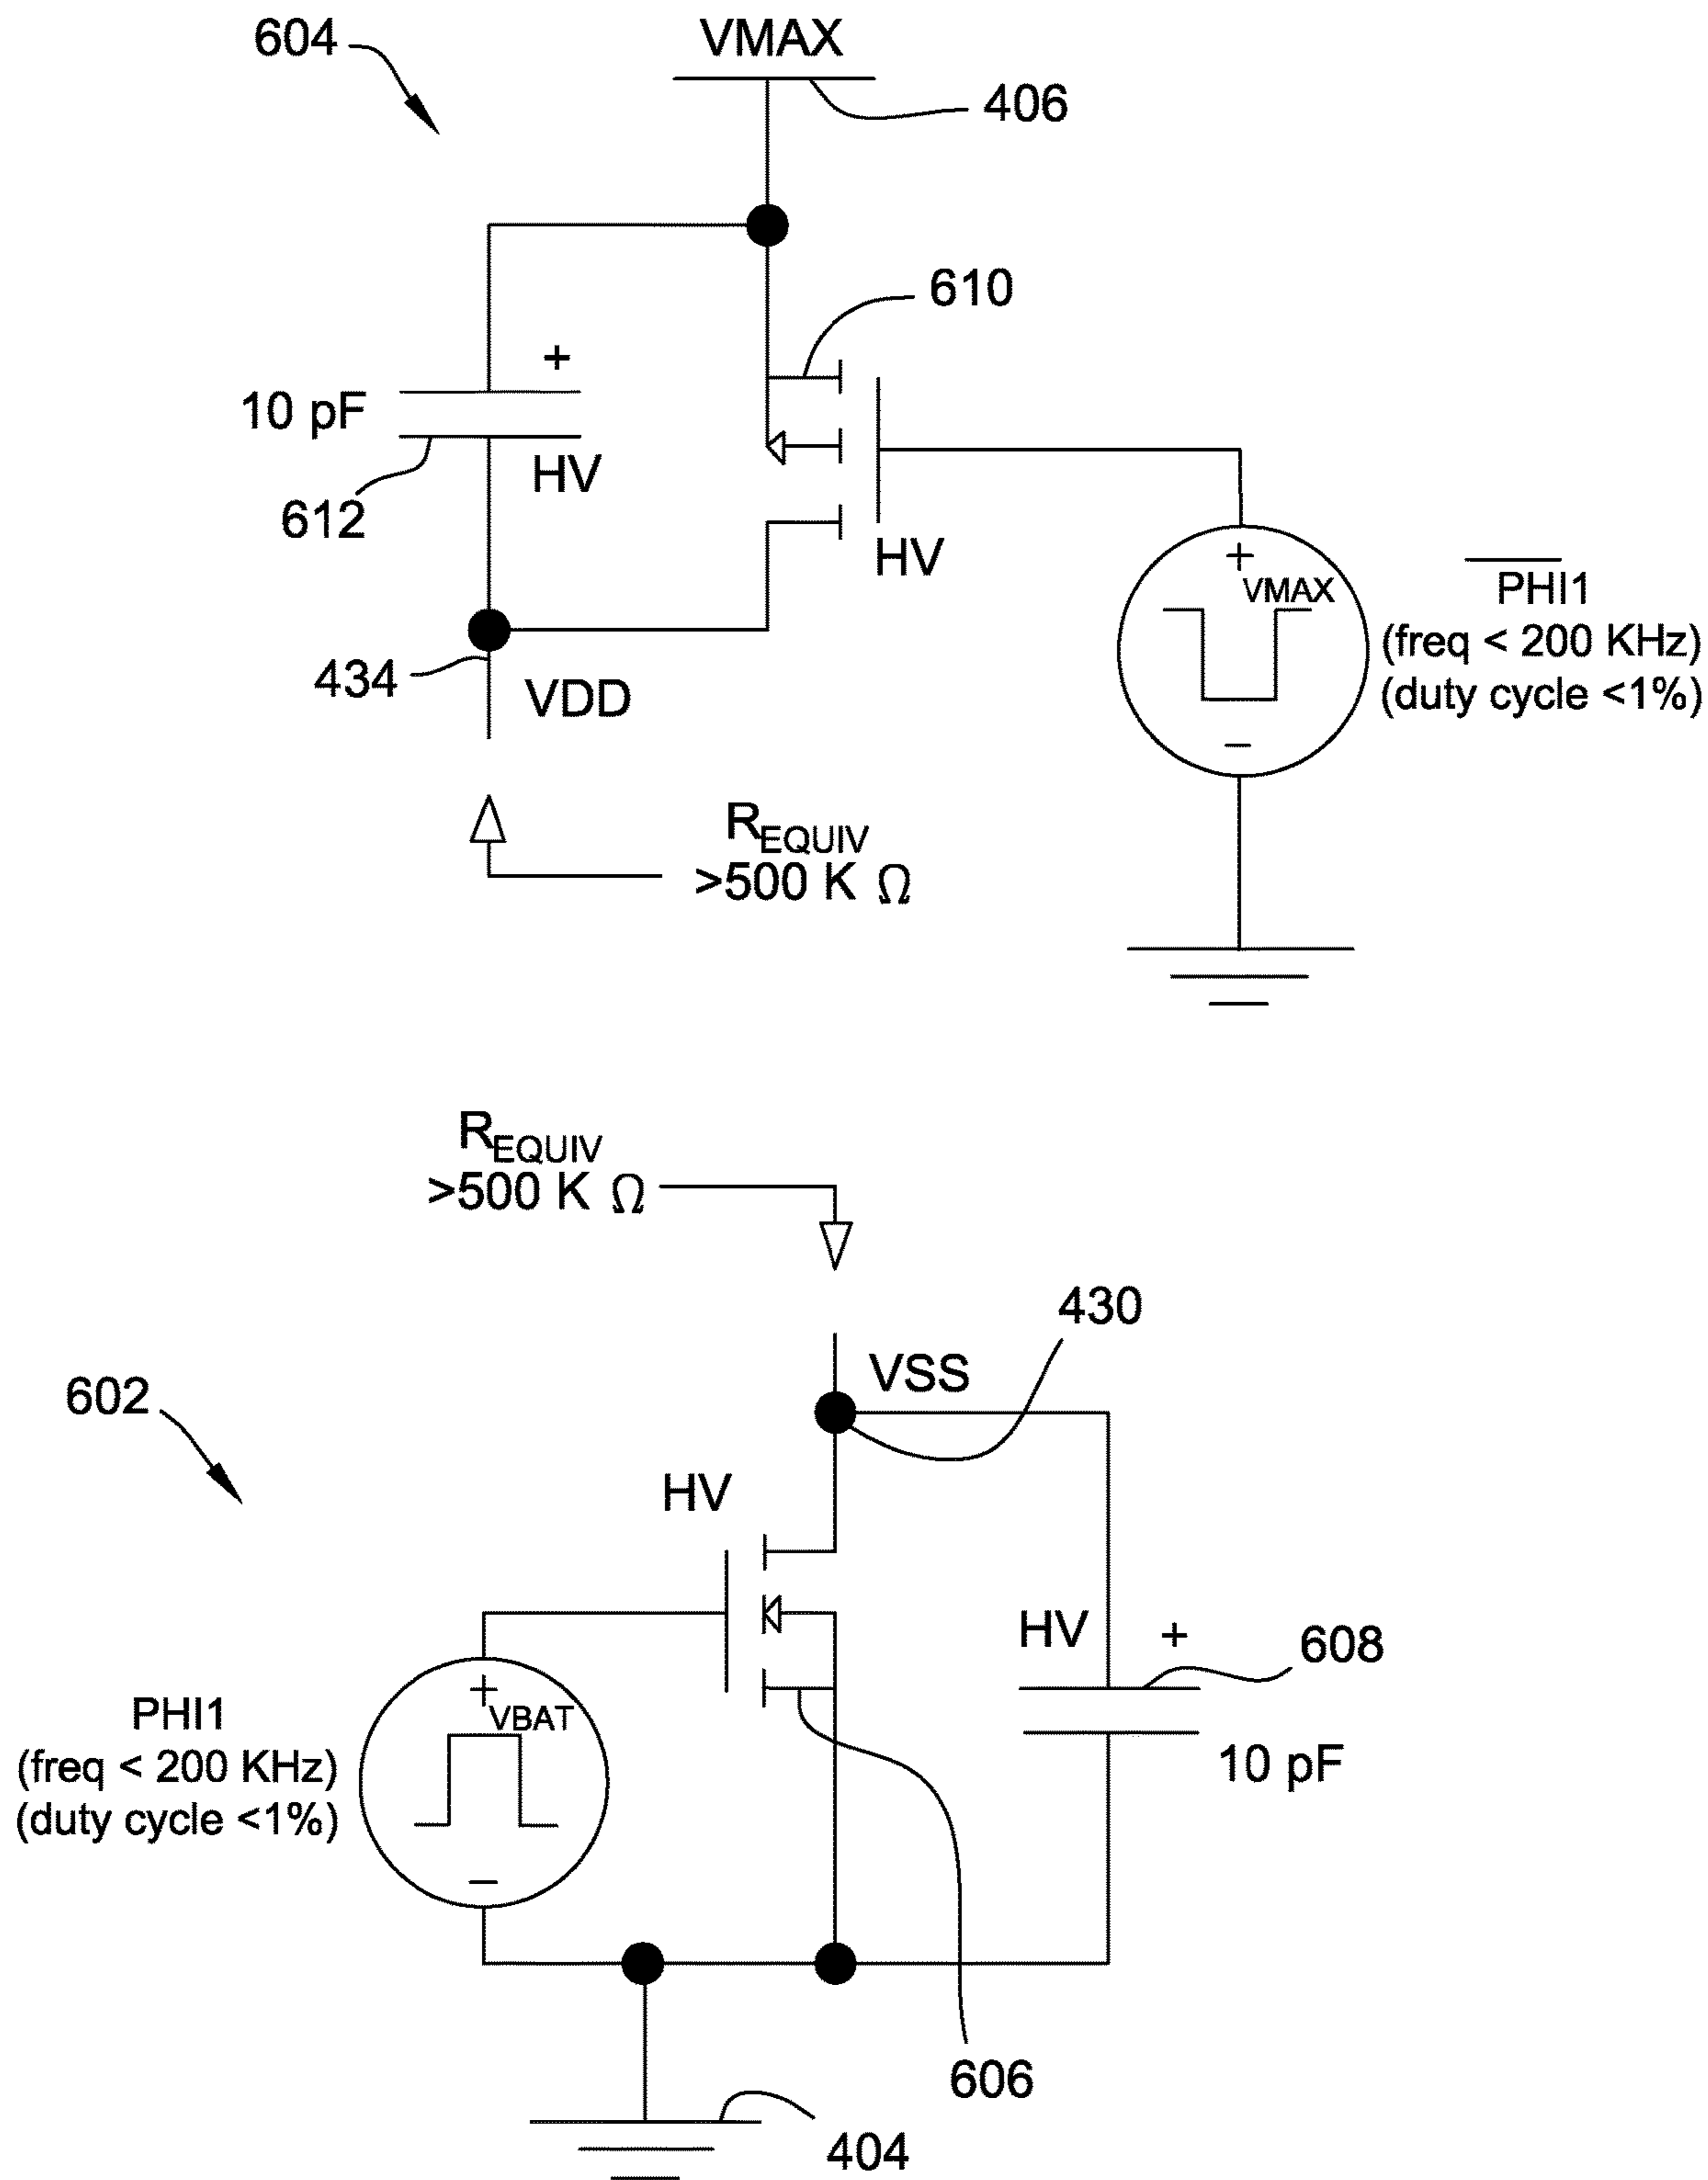 604
VMAX
406
610
+
10 pF
HV
612
HV
+
VMAX
PHI1
(freq < 200 KHz)
(duty cycle <1%)
−
434
VDD
REQUIV
>500 K Ω
REQUIV
>500 K Ω
430
VSS
602
HV
HV
+
608
10 pF
+
VBAT
PHI1
(freq < 200 KHz)
(duty cycle <1%)
−
606
404